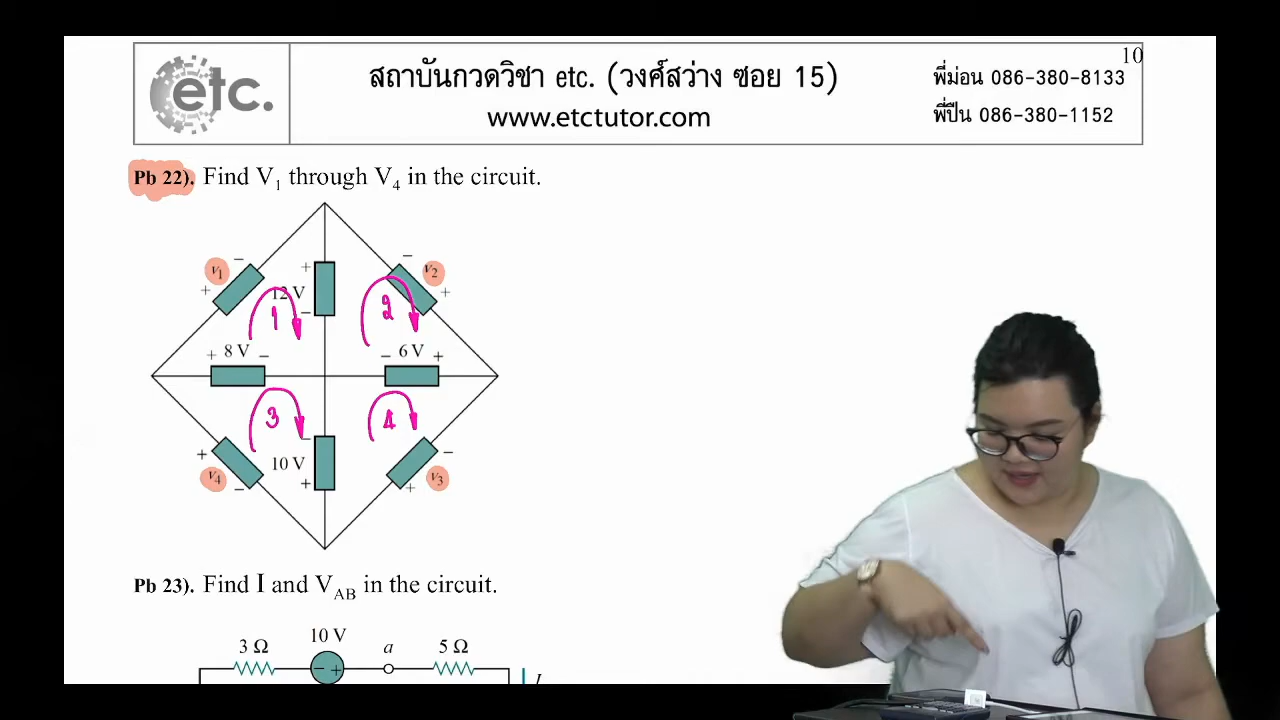 10
etc.
สถาบันกวดวิชา etc. (วงศ์สว่าง ซอย 15)
www.etctutor.com
พี่ม่อน 086-380-8133
พี่ปืน 086-380-1152
Pb 22). Find V1 through V4 in the circuit.
− −
v1 v2
+ + +
12 V
−
1 2
+ 8 V − − 6 V +
3 4
−
+ 10 V −
v4 + v3
− +
Pb 23). Find I and VAB in the circuit.
3 Ω 10 V a 5 Ω
− +
I